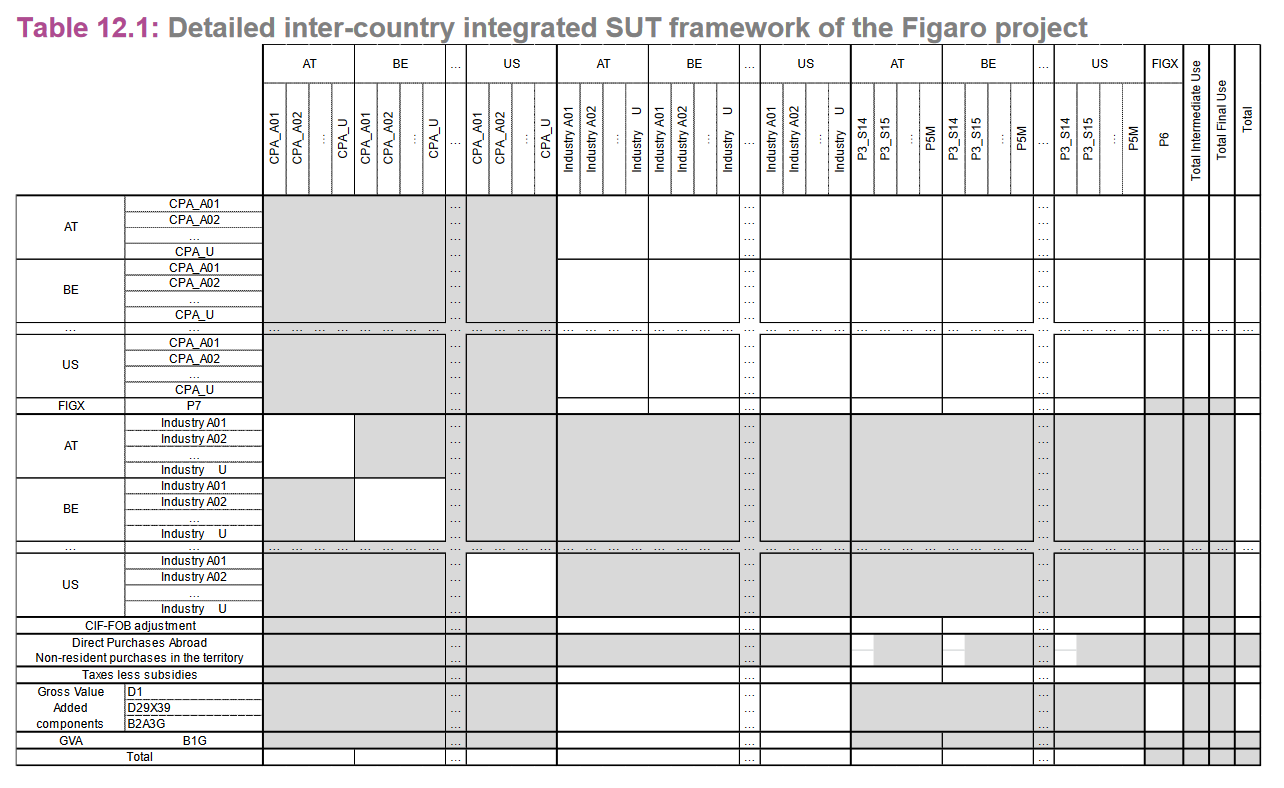 Table 12.1: Detailed inter-country integrated SUT framework of the Figaro project
AT BE ... US AT BE ... US AT BE ... US FIGX Total Intermediate Use Total Final Use Total
CPA_A01 CPA_A02 ... CPA_U CPA_A01 CPA_A02 ... CPA_U ... CPA_A01 CPA_A02 ... CPA_U Industry A01 Industry A02 ... Industry U Industry A01 Industry A02 ... Industry U ... Industry A01 Industry A02 ... Industry U P3_S14 P3_S15 ... P5M P3_S14 P3_S15 ... P5M ... P3_S14 P3_S15 ... P5M P6
AT CPA_A01 ... ... ...
CPA_A02 ... ... ...
... ... ... ...
CPA_U ... ... ...
BE CPA_A01 ... ... ...
CPA_A02 ... ... ...
... ... ... ...
CPA_U ... ... ...
... ... ... ... ... ... ... ... ... ... ... ... ... ... ... ... ... ... ... ... ... ... ... ... ... ... ... ... ... ... ... ... ... ... ... ... ... ... ... ... ... ... ... ... ...
US CPA_A01 ... ... ...
CPA_A02 ... ... ...
... ... ... ...
CPA_U ... ... ...
FIGX P7 ... ... ...
AT Industry A01 ... ... ...
Industry A02 ... ... ...
... ... ... ...
Industry U ... ... ...
BE Industry A01 ... ... ...
Industry A02 ... ... ...
... ... ... ...
Industry U ... ... ...
... ... ... ... ... ... ... ... ... ... ... ... ... ... ... ... ... ... ... ... ... ... ... ... ... ... ... ... ... ... ... ... ... ... ... ... ... ... ... ... ... ... ... ... ...
US Industry A01 ... ... ...
Industry A02 ... ... ...
... ... ... ...
Industry U ... ... ...
CIF-FOB adjustment ... ... ...
Direct Purchases Abroad ... ... ...
Non-resident purchases in the territory ... ... ...
Taxes less subsidies ... ... ...
Gross Value Added components D1 ... ... ...
D29X39 ... ... ...
B2A3G ... ... ...
GVA B1G ... ... ...
Total ... ... ...